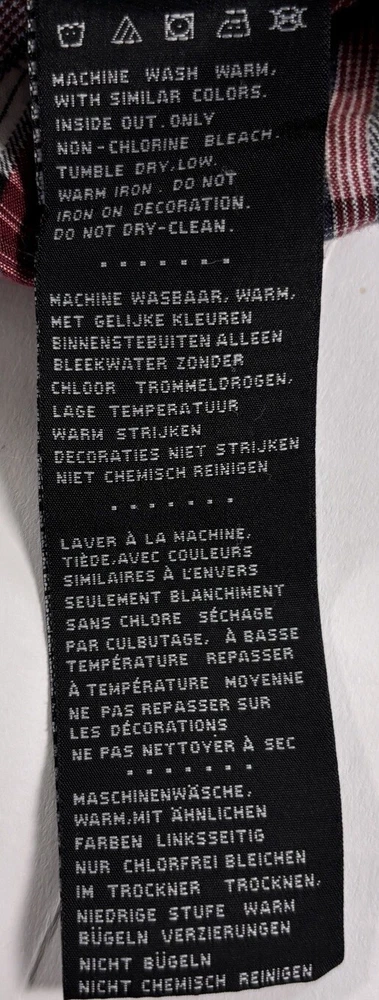 MACHINE WASH WARM,
WITH SIMILAR COLORS.
INSIDE OUT. ONLY
NON-CHLORINE BLEACH.
TUMBLE DRY,LOW.
WARM IRON. DO NOT
IRON ON DECORATION.
DO NOT DRY-CLEAN.
MACHINE WASBAAR, WARM,
MET GELIJKE KLEUREN
BINNENSTEBUITEN ALLEEN
BLEEKWATER ZONDER
CHLOOR TROMMELDROGEN,
LAGE TEMPERATUUR
WARM STRIJKEN
DECORATIES NIET STRIJKEN
NIET CHEMISCH REINIGEN
LAVER À LA MACHINE,
TIÈDE,AVEC COULEURS
SIMILAIRES À L'ENVERS
SEULEMENT BLANCHIMENT
SANS CHLORE SÉCHAGE
PAR CULBUTAGE, À BASSE
TEMPÉRATURE REPASSER
À TEMPÉRATURE MOYENNE
NE PAS REPASSER SUR
LES DÉCORATIONS
NE PAS NETTOYER À SEC
MASCHINENWÄSCHE,
WARM,MIT ÄHNLICHEN
FARBEN LINKSSEITIG
NUR CHLORFREI BLEICHEN
IM TROCKNER TROCKNEN,
NIEDRIGE STUFE WARM
BÜGELN VERZIERUNGEN
NICHT BÜGELN
NICHT CHEMISCH REINIGEN